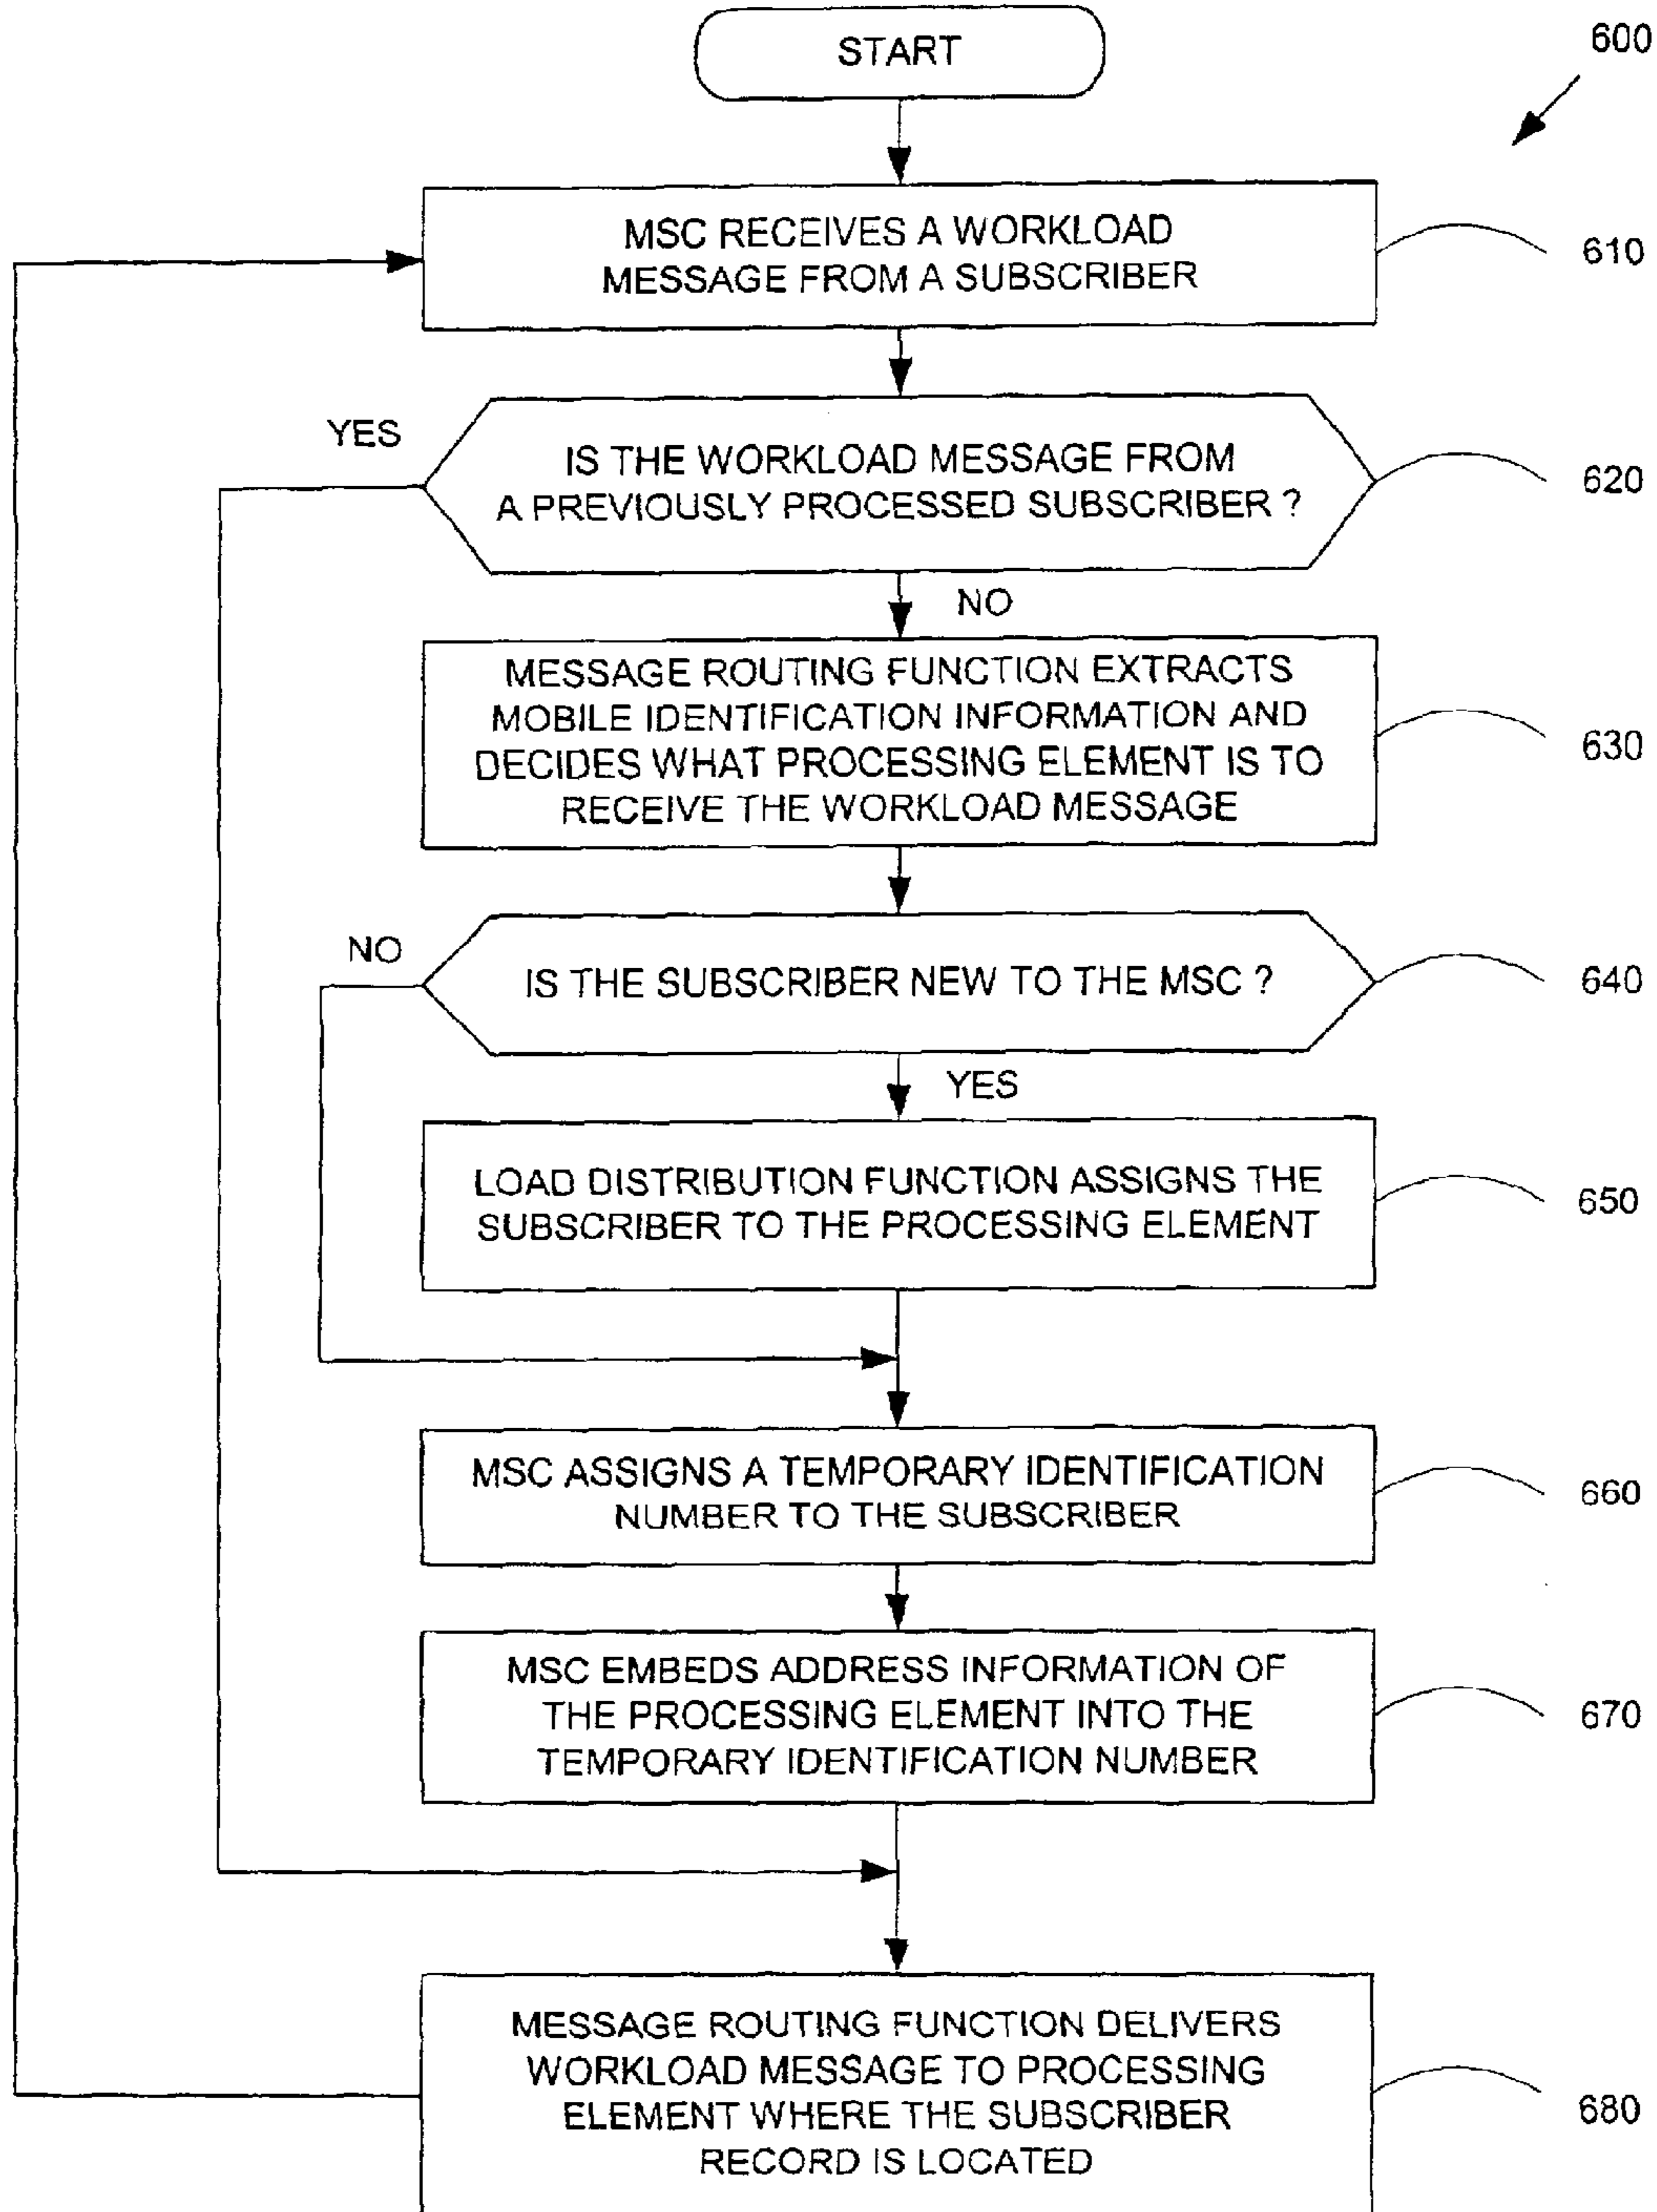 START
600
MSC RECEIVES A WORKLOAD
MESSAGE FROM A SUBSCRIBER
610
YES
IS THE WORKLOAD MESSAGE FROM
A PREVIOUSLY PROCESSED SUBSCRIBER ?
620
NO
MESSAGE ROUTING FUNCTION EXTRACTS
MOBILE IDENTIFICATION INFORMATION AND
DECIDES WHAT PROCESSING ELEMENT IS TO
RECEIVE THE WORKLOAD MESSAGE
630
NO
IS THE SUBSCRIBER NEW TO THE MSC ?
640
YES
LOAD DISTRIBUTION FUNCTION ASSIGNS THE
SUBSCRIBER TO THE PROCESSING ELEMENT
650
MSC ASSIGNS A TEMPORARY IDENTIFICATION
NUMBER TO THE SUBSCRIBER
660
MSC EMBEDS ADDRESS INFORMATION OF
THE PROCESSING ELEMENT INTO THE
TEMPORARY IDENTIFICATION NUMBER
670
MESSAGE ROUTING FUNCTION DELIVERS
WORKLOAD MESSAGE TO PROCESSING
ELEMENT WHERE THE SUBSCRIBER
RECORD IS LOCATED
680